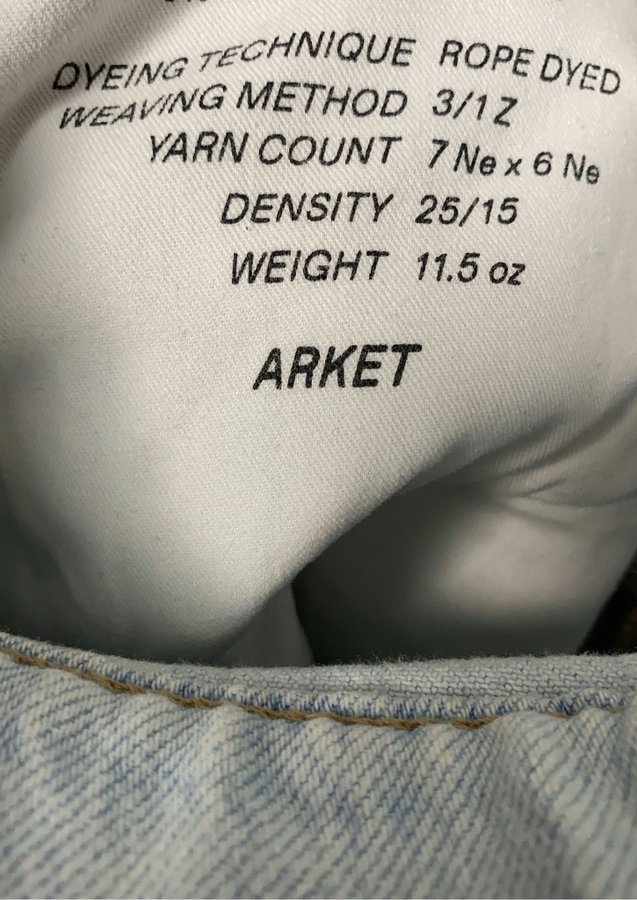 DYEING TECHNIQUE ROPE DYED
WEAVING METHOD 3/1 Z
YARN COUNT 7 Ne x 6 Ne
DENSITY 25/15
WEIGHT 11.5 oz
ARKET